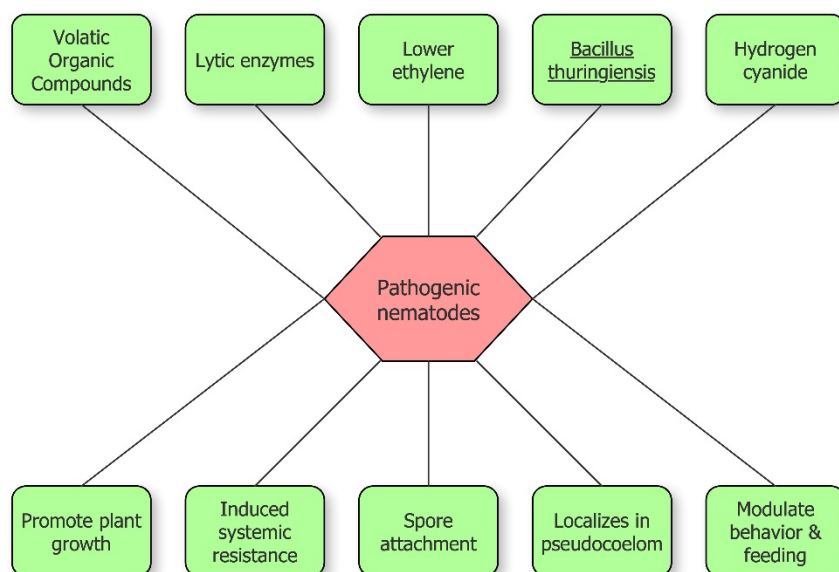 Volatic
Organic
Compounds
Lytic enzymes
Lower
ethylene
Bacillus
thuringiensis
Hydrogen
cyanide
Pathogenic
nematodes
Promote plant
growth
Induced
systemic
resistance
Spore
attachment
Localizes in
pseudocoelom
Modulate
behavior &
feeding